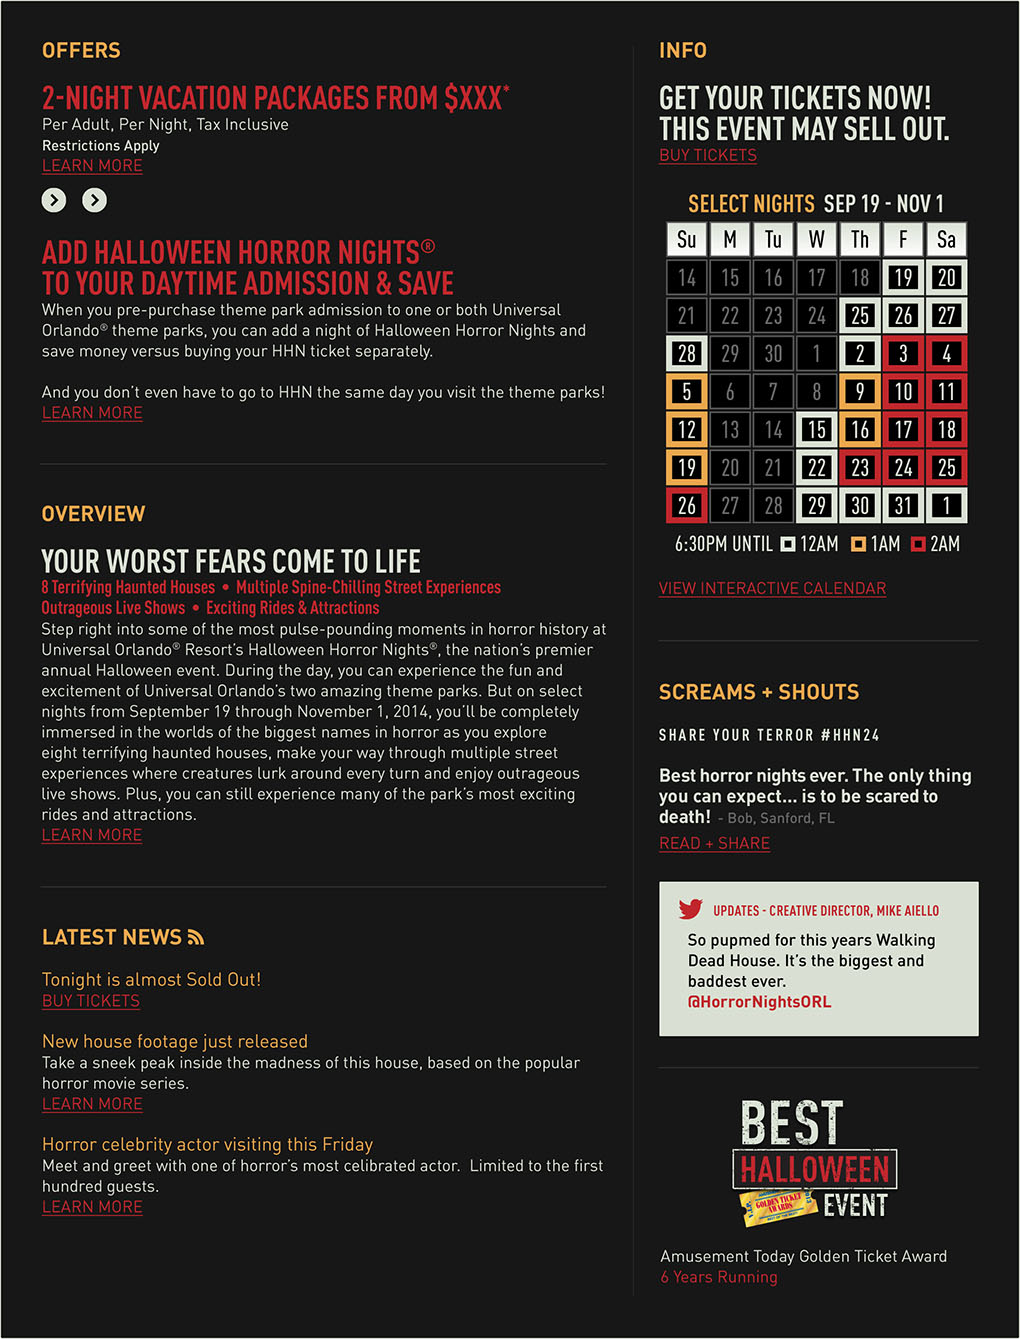 OFFERS
2-NIGHT VACATION PACKAGES FROM $XXX*
Per Adult, Per Night, Tax Inclusive
Restrictions Apply
LEARN MORE
ADD HALLOWEEN HORROR NIGHTS®
TO YOUR DAYTIME ADMISSION & SAVE
When you pre-purchase theme park admission to one or both Universal
Orlando® theme parks, you can add a night of Halloween Horror Nights and
save money versus buying your HHN ticket separately.
And you don't even have to go to HHN the same day you visit the theme parks!
LEARN MORE
OVERVIEW
YOUR WORST FEARS COME TO LIFE
8 Terrifying Haunted Houses • Multiple Spine-Chilling Street Experiences
Outrageous Live Shows • Exciting Rides & Attractions
Step right into some of the most pulse-pounding moments in horror history at
Universal Orlando® Resort's Halloween Horror Nights®, the nation's premier
annual Halloween event. During the day, you can experience the fun and
excitement of Universal Orlando's two amazing theme parks. But on select
nights from September 19 through November 1, 2014, you'll be completely
immersed in the worlds of the biggest names in horror as you explore
eight terrifying haunted houses, make your way through multiple street
experiences where creatures lurk around every turn and enjoy outrageous
live shows. Plus, you can still experience many of the park's most exciting
rides and attractions.
LEARN MORE
LATEST NEWS
Tonight is almost Sold Out!
BUY TICKETS
New house footage just released
Take a sneek peak inside the madness of this house, based on the popular
horror movie series.
LEARN MORE
Horror celebrity actor visiting this Friday
Meet and greet with one of horror's most celibrated actor. Limited to the first
hundred guests.
LEARN MORE
INFO
GET YOUR TICKETS NOW!
THIS EVENT MAY SELL OUT.
BUY TICKETS
SELECT NIGHTS SEP 19 - NOV 1
Su M Tu W Th F Sa
14 15 16 17 18 19 20
21 22 23 24 25 26 27
28 29 30 1 2 3 4
5 6 7 8 9 10 11
12 13 14 15 16 17 18
19 20 21 22 23 24 25
26 27 28 29 30 31 1
6:30PM UNTIL 12AM 1AM 2AM
VIEW INTERACTIVE CALENDAR
SCREAMS + SHOUTS
SHARE YOUR TERROR #HHN24
Best horror nights ever. The only thing
you can expect... is to be scared to
death! - Bob, Sanford, FL
READ + SHARE
UPDATES - CREATIVE DIRECTOR, MIKE AIELLO
So pupmed for this years Walking
Dead House. It's the biggest and
baddest ever.
@HorrorNightsORL
BEST
HALLOWEEN
EVENT
GOLDEN TICKET
AWARDS
Amusement Today Golden Ticket Award
6 Years Running